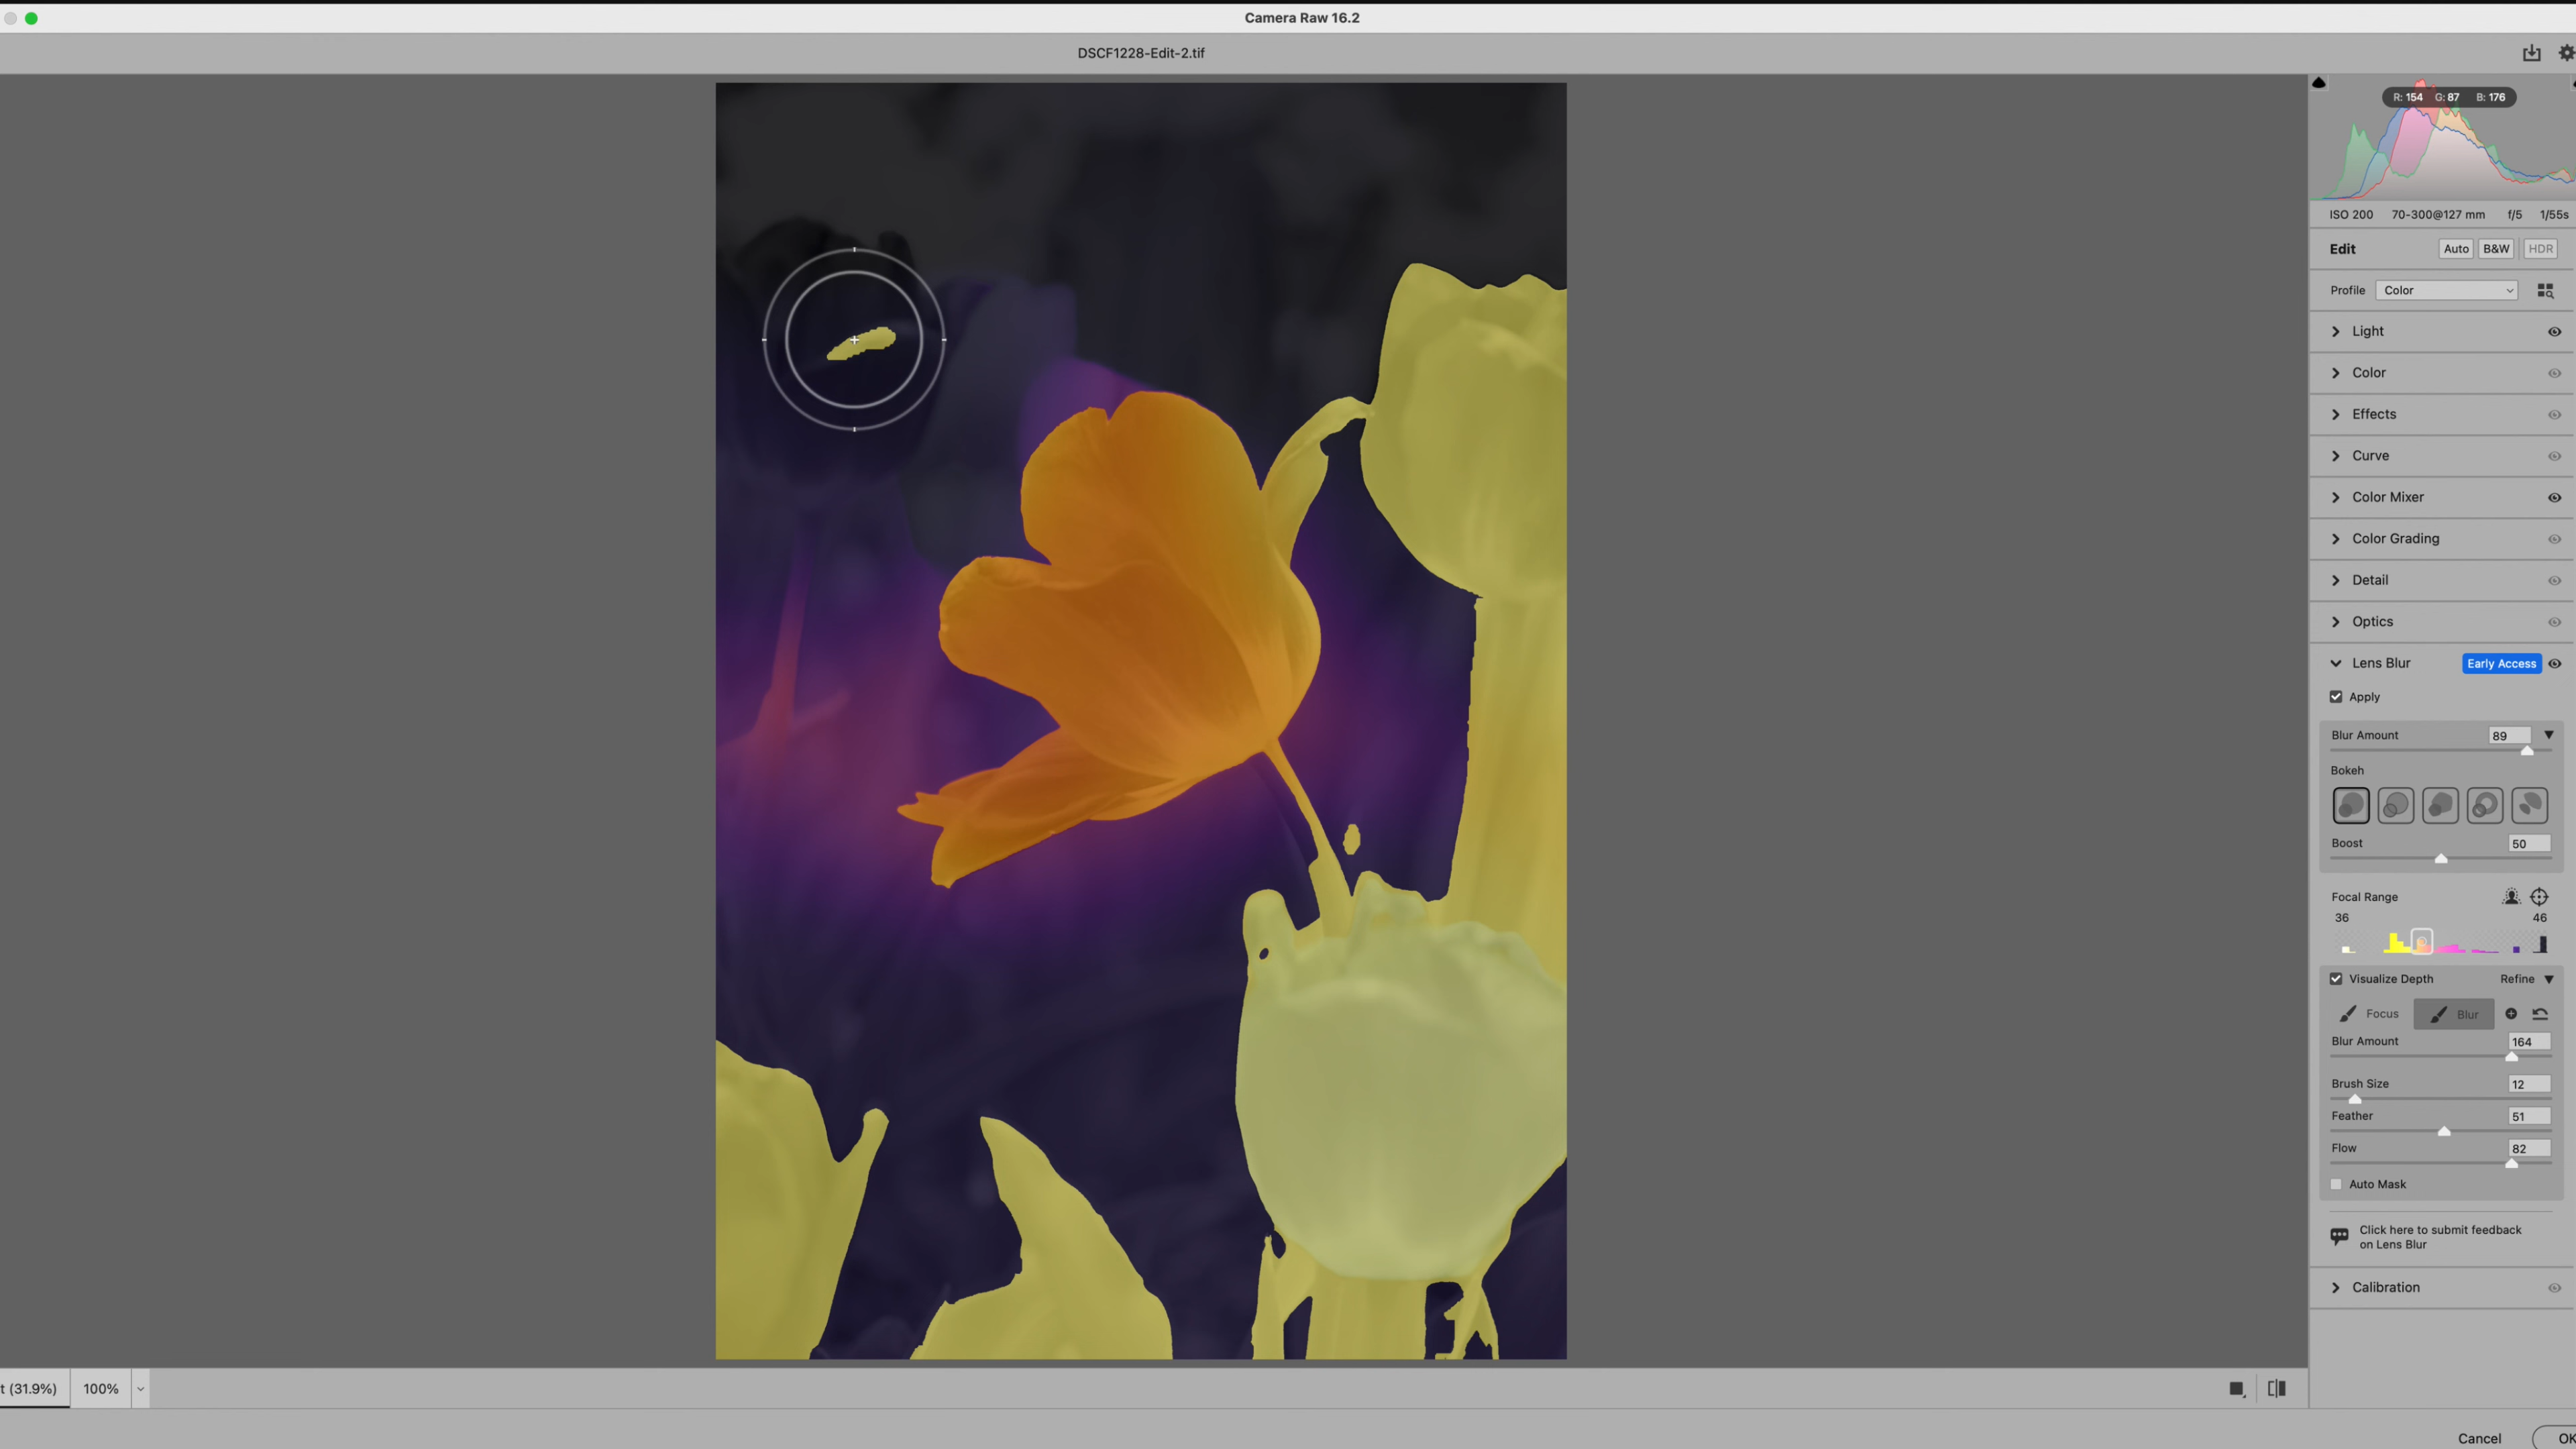 Camera Raw 16.2
DSCF1228-Edit-2.tif
R: 154 G: 87 B: 176
ISO 200 70-300@127 mm f/5 1/55s
Edit Auto B&W HDR
Profile Color
Light
Color
Effects
Curve
Color Mixer
Color Grading
Detail
Optics
Lens Blur Early Access
Apply
Blur Amount 89
Bokeh
Boost 50
Focal Range
36 46
Visualize Depth Refine
Focus Blur
Blur Amount 164
Brush Size 12
Feather 51
Flow 82
Auto Mask
Click here to submit feedback
on Lens Blur
Calibration
t (31.9%) 100%
Cancel OK